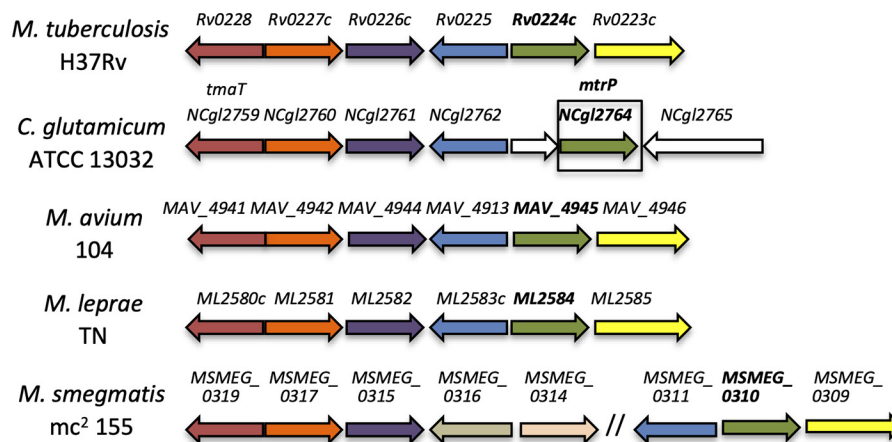 M. tuberculosis
H37Rv
Rv0228 Rv0227c Rv0226c Rv0225 Rv0224c Rv0223c
C. glutamicum
ATCC 13032
tmaT mtrP
NCgl2759 NCgl2760 NCgl2761 NCgl2762 NCgl2764 NCgl2765
M. avium
104
MAV_4941 MAV_4942 MAV_4944 MAV_4913 MAV_4945 MAV_4946
M. leprae
TN
ML2580c ML2581 ML2582 ML2583c ML2584 ML2585
M. smegmatis
mc² 155
MSMEG_ MSMEG_ MSMEG_ MSMEG_ MSMEG_ MSMEG_ MSMEG_ MSMEG_
0319 0317 0315 0316 0314 // 0311 0310 0309